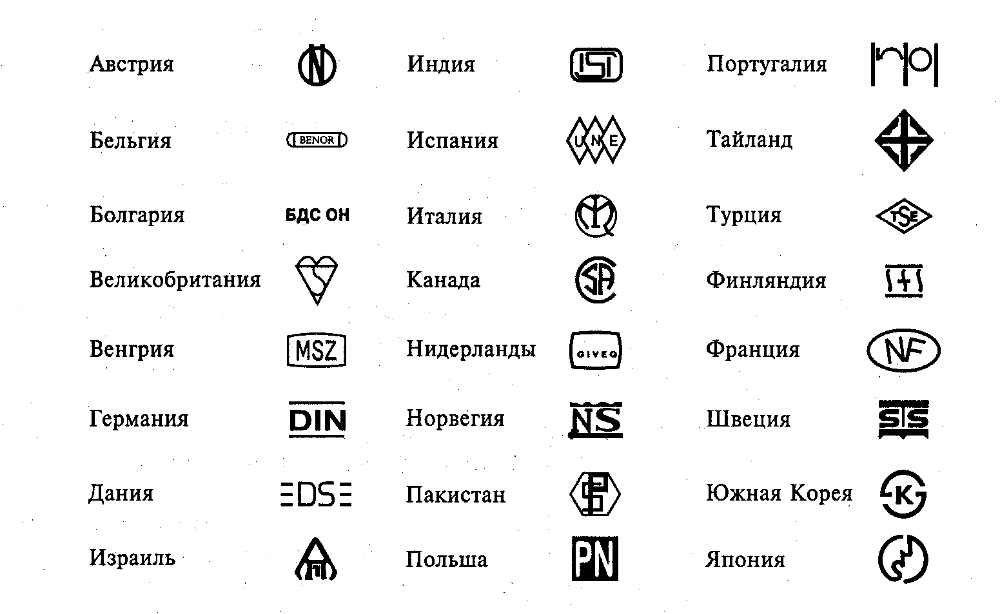 Австрия N Индия ISI Португалия
Бельгия BENOR Испания UNE Тайланд
Болгария БДС ОН Италия Турция TSE
Великобритания Канада CSA Финляндия SFS
Венгрия MSZ Нидерланды GIVEG Франция NF
Германия DIN Норвегия NS Швеция SIS
Дания DS Пакистан Южная Корея K
Израиль Польша PN Япония